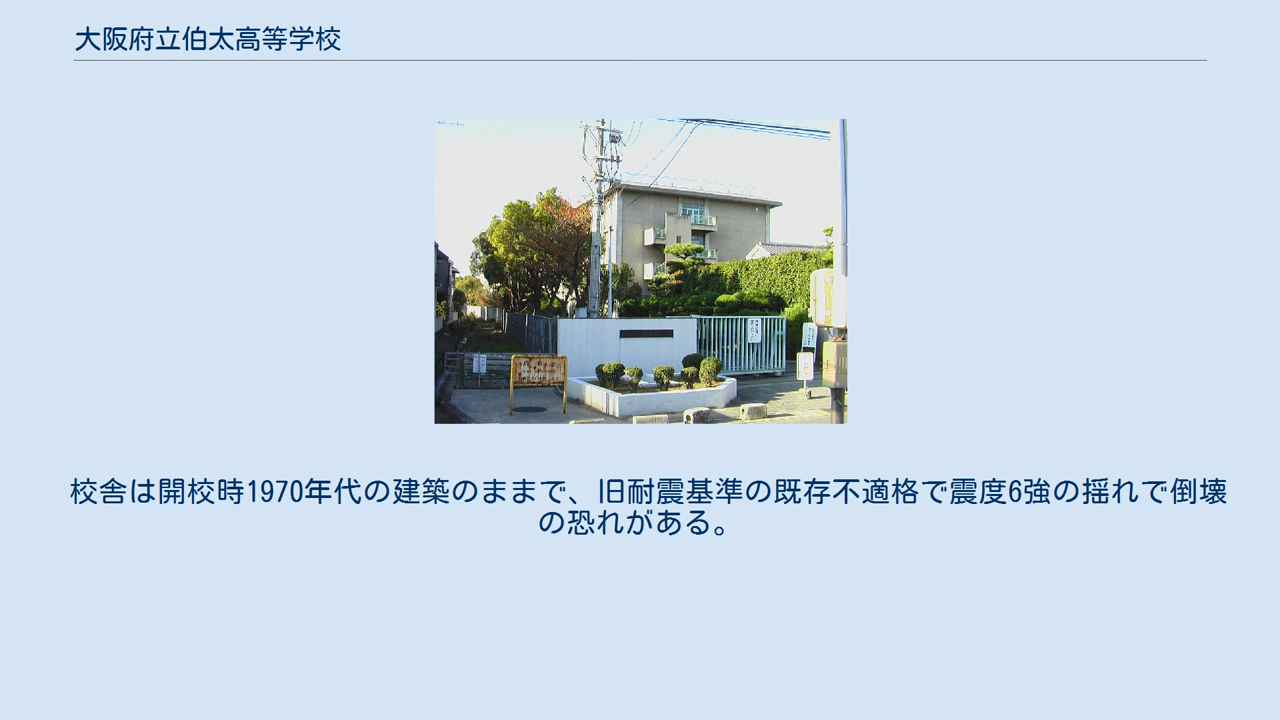 大阪府立伯太高等学校
校舎は開校時1970年代の建築のままで、旧耐震基準の既存不適格で震度6強の揺れで倒壊
の恐れがある。